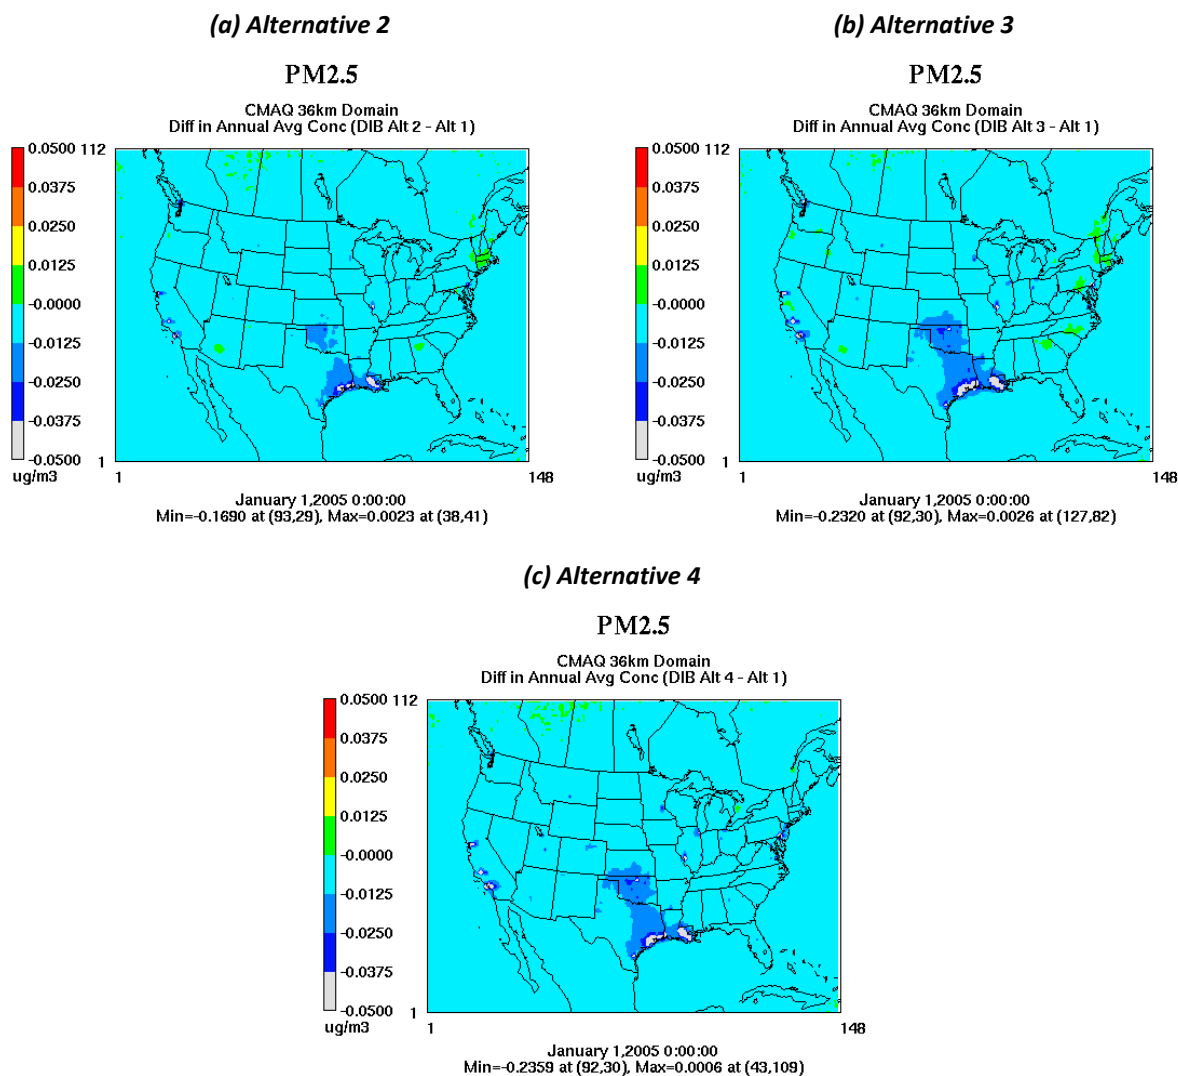 (a) Alternative 2
PM2.5
CMAQ 36km Domain
Diff in Annual Avg Conc (DIB Alt 2 - Alt 1)
0.0500 112
0.0375
0.0250
0.0125
-0.0000
-0.0125
-0.0250
-0.0375
-0.0500 1
ug/m3
1 148
January 1,2005 0:00:00
Min=-0.1690 at (93,29), Max=0.0023 at (38,41)
(b) Alternative 3
PM2.5
CMAQ 36km Domain
Diff in Annual Avg Conc (DIB Alt 3 - Alt 1)
0.0500 112
0.0375
0.0250
0.0125
-0.0000
-0.0125
-0.0250
-0.0375
-0.0500 1
ug/m3
1 148
January 1,2005 0:00:00
Min=-0.2320 at (92,30), Max=0.0026 at (127,82)
(c) Alternative 4
PM2.5
CMAQ 36km Domain
Diff in Annual Avg Conc (DIB Alt 4 - Alt 1)
0.0500 112
0.0375
0.0250
0.0125
-0.0000
-0.0125
-0.0250
-0.0375
-0.0500 1
ug/m3
1 148
January 1,2005 0:00:00
Min=-0.2359 at (92,30), Max=0.0006 at (43,109)